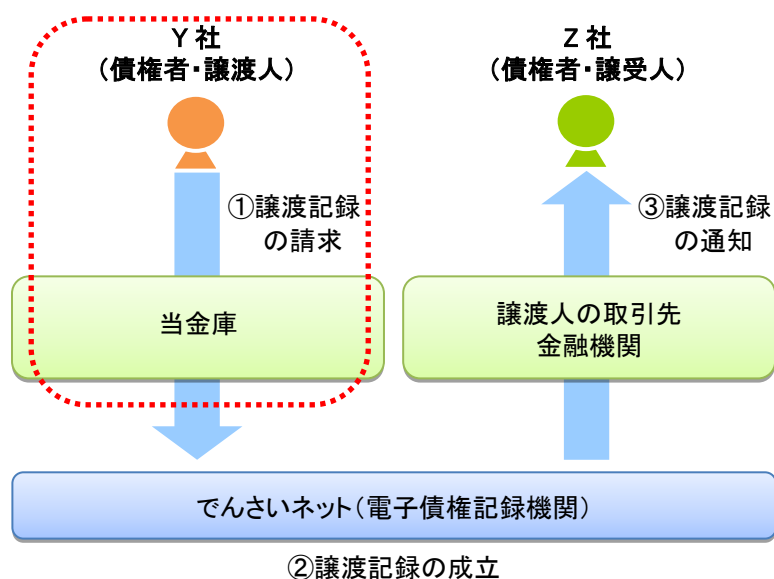 Y 社
(債権者・譲渡人)
Z 社
(債権者・譲受人)
①譲渡記録
の請求
③譲渡記録
の通知
当金庫
譲渡人の取引先
金融機関
でんさいネット(電子債権記録機関)
②譲渡記録の成立